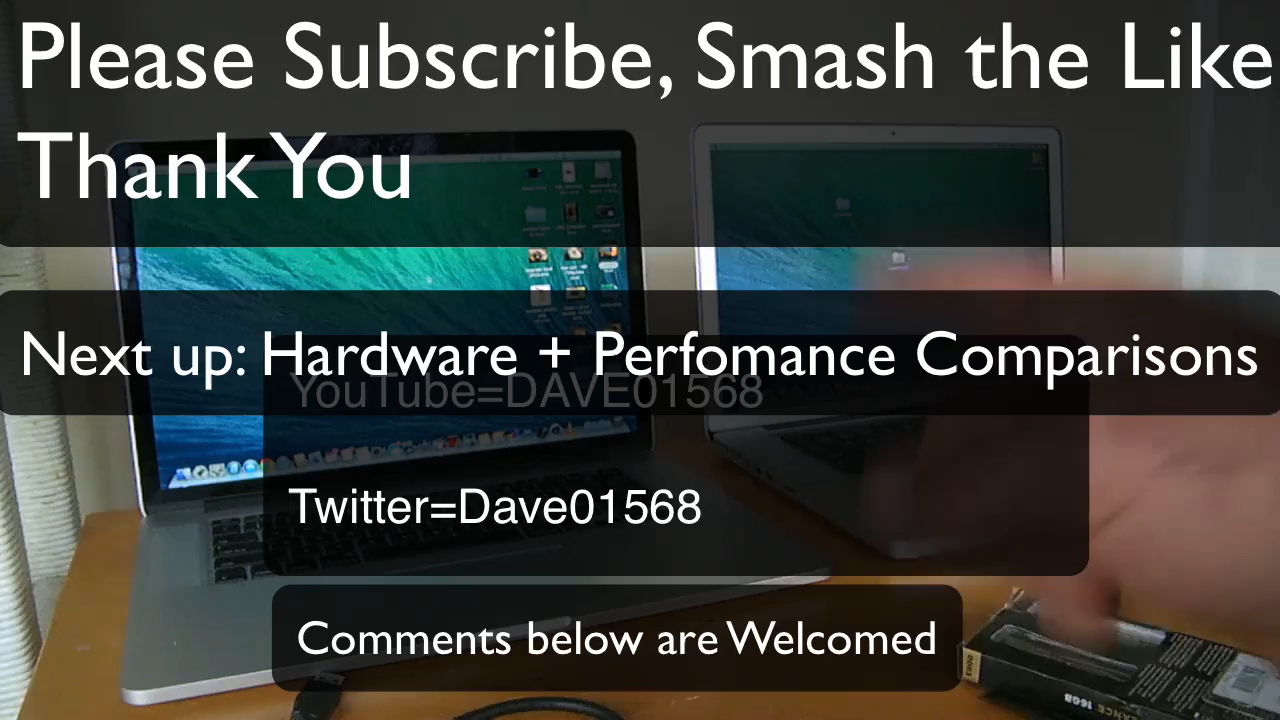 Please Subscribe, Smash the Like
Thank You
Next up: Hardware + Perfomance Comparisons
YouTube=DAVE01568
Twitter=Dave01568
Comments below are Welcomed
16GB